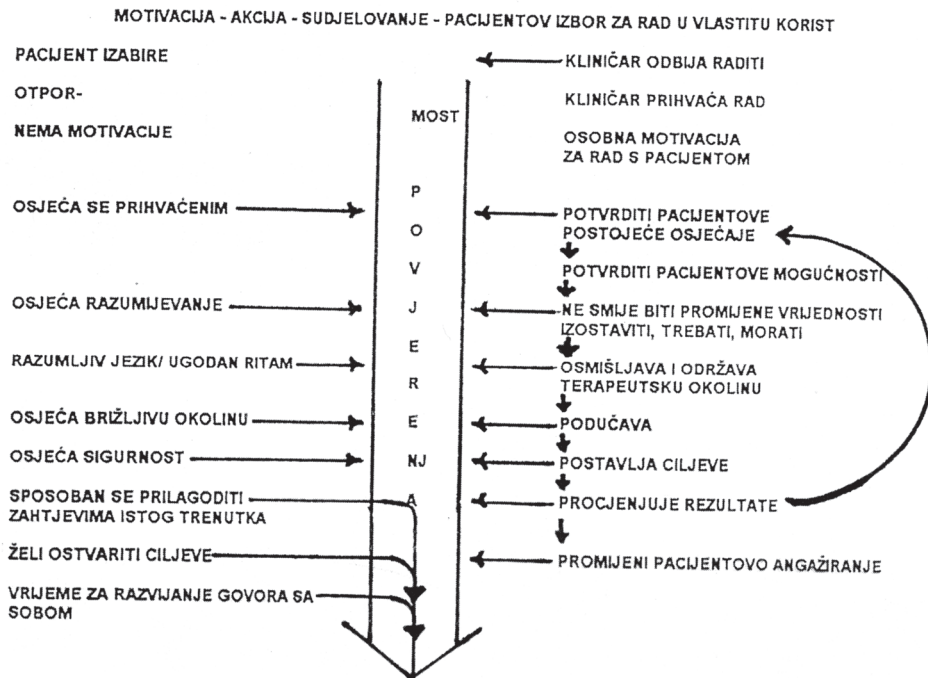 MOTIVACIJA - AKCIJA - SUDJELOVANJE - PACIJENTOV IZBOR ZA RAD U VLASTITU KORIST
PACIJENT IZABIRE
OTPOR-
NEMA MOTIVACIJE
OSJEĆA SE PRIHVAĆENIM
OSJEĆA RAZUMIJEVANJE
RAZUMLJIV JEZIK/ UGODAN RITAM
OSJEĆA BRIŽLJIVU OKOLINU
OSJEĆA SIGURNOST
SPOSOBAN SE PRILAGODITI
ZAHTJEVIMA ISTOG TRENUTKA
ŽELI OSTVARITI CILJEVE
VRIJEME ZA RAZVIJANJE GOVORA SA
SOBOM
MOST
P
O
V
J
E
R
E
NJ
A
KLINIČAR ODBIJA RADITI
KLINIČAR PRIHVAĆA RAD
OSOBNA MOTIVACIJA
ZA RAD S PACIJENTOM
POTVRDITI PACIJENTOVE
POSTOJEĆE OSJEĆAJE
POTVRDITI PACIJENTOVE MOGUĆNOSTI
NE SMIJE BITI PROMIJENE VRIJEDNOSTI
IZOSTAVITI, TREBATI, MORATI
OSMIŠLJAVA I ODRŽAVA
TERAPEUTSKU OKOLINU
PODUČAVA
POSTAVLJA CILJEVE
PROCJENJUJE REZULTATE
PROMIJENI PACIJENTOVO ANGAŽIRANJE